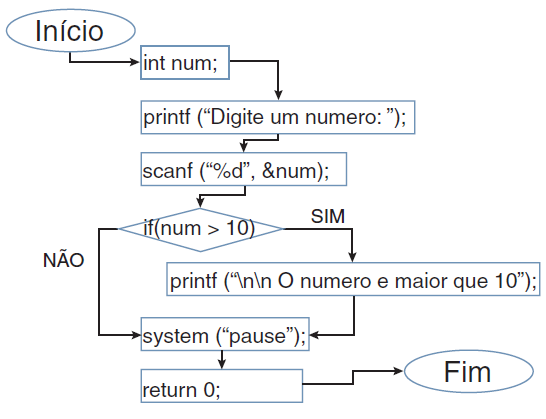 Início
int num;
printf (“Digite um numero: ”);
scanf (“%d”, &num);
if(num > 10)
SIM
NÃO
printf (“\n\n O numero e maior que 10”);
system (“pause”);
return 0;
Fim